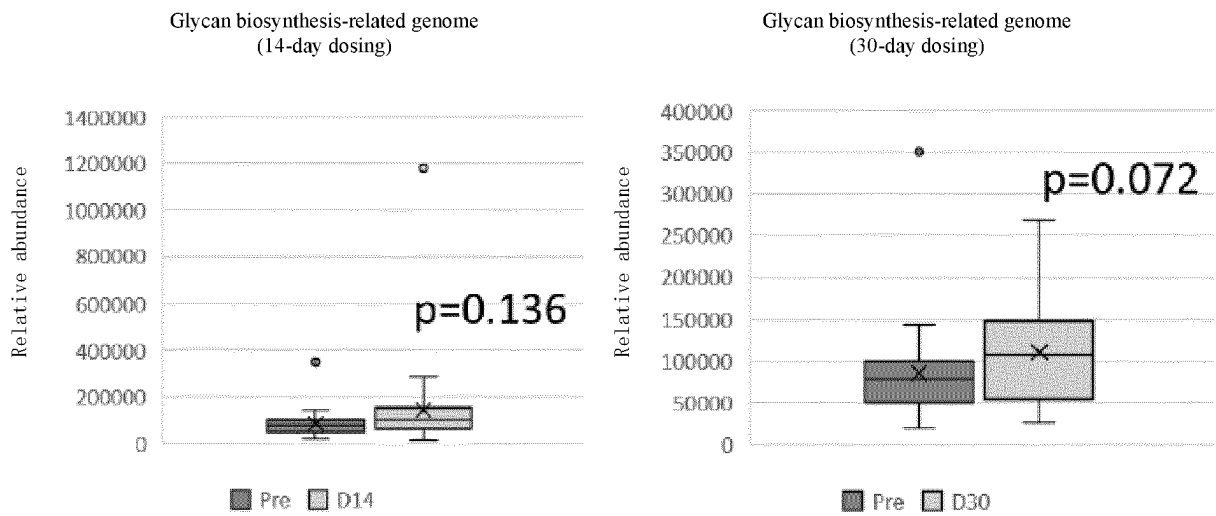 Glycan biosynthesis-related genome
(14-day dosing)
Relative abundance
1400000
1200000
1000000
800000
600000
400000
200000
0
p=0.136
Pre D14
Glycan biosynthesis-related genome
(30-day dosing)
Relative abundance
400000
350000
300000
250000
200000
150000
100000
50000
0
p=0.072
Pre D30